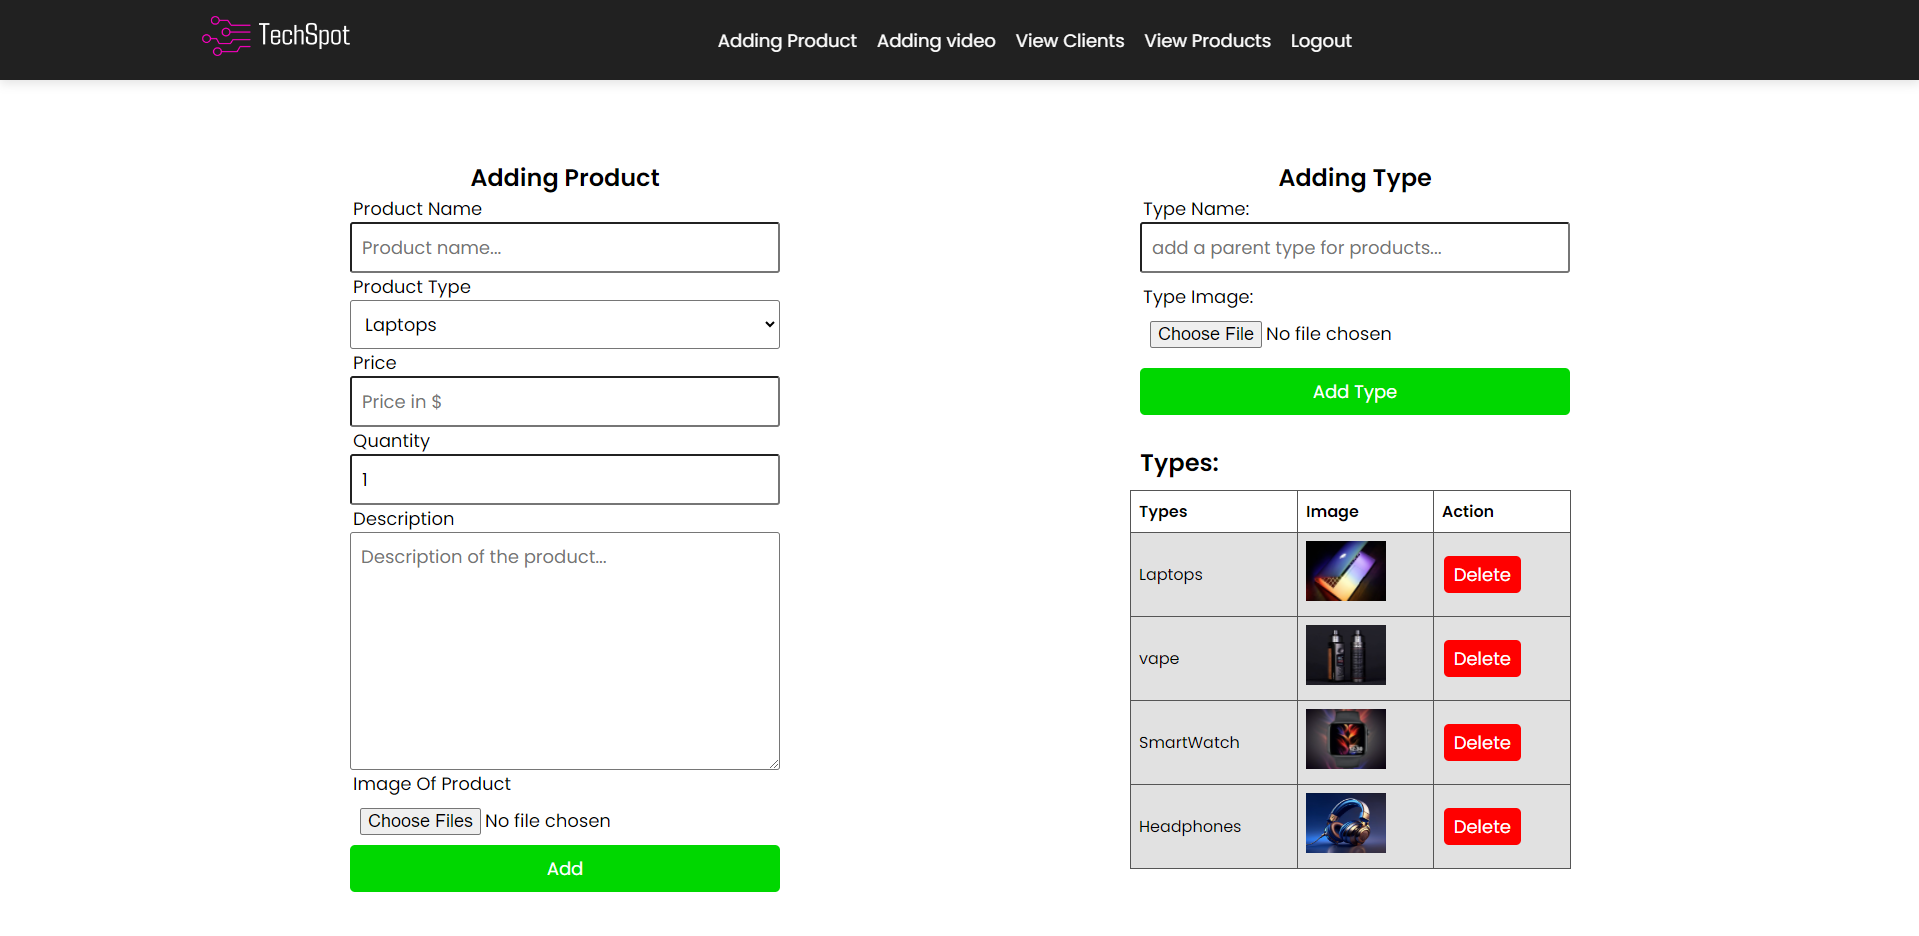 TechSpot
Adding Product Adding video View Clients View Products Logout
Adding Product
Product Name
Product name...
Product Type
Laptops
Price
Price in $
Quantity
1
Description
Description of the product...
Image Of Product
Choose Files No file chosen
Add
Adding Type
Type Name:
add a parent type for products...
Type Image:
Choose File No file chosen
Add Type
Types:
Types Image Action
Laptops Delete
vape Delete
SmartWatch Delete
Headphones Delete